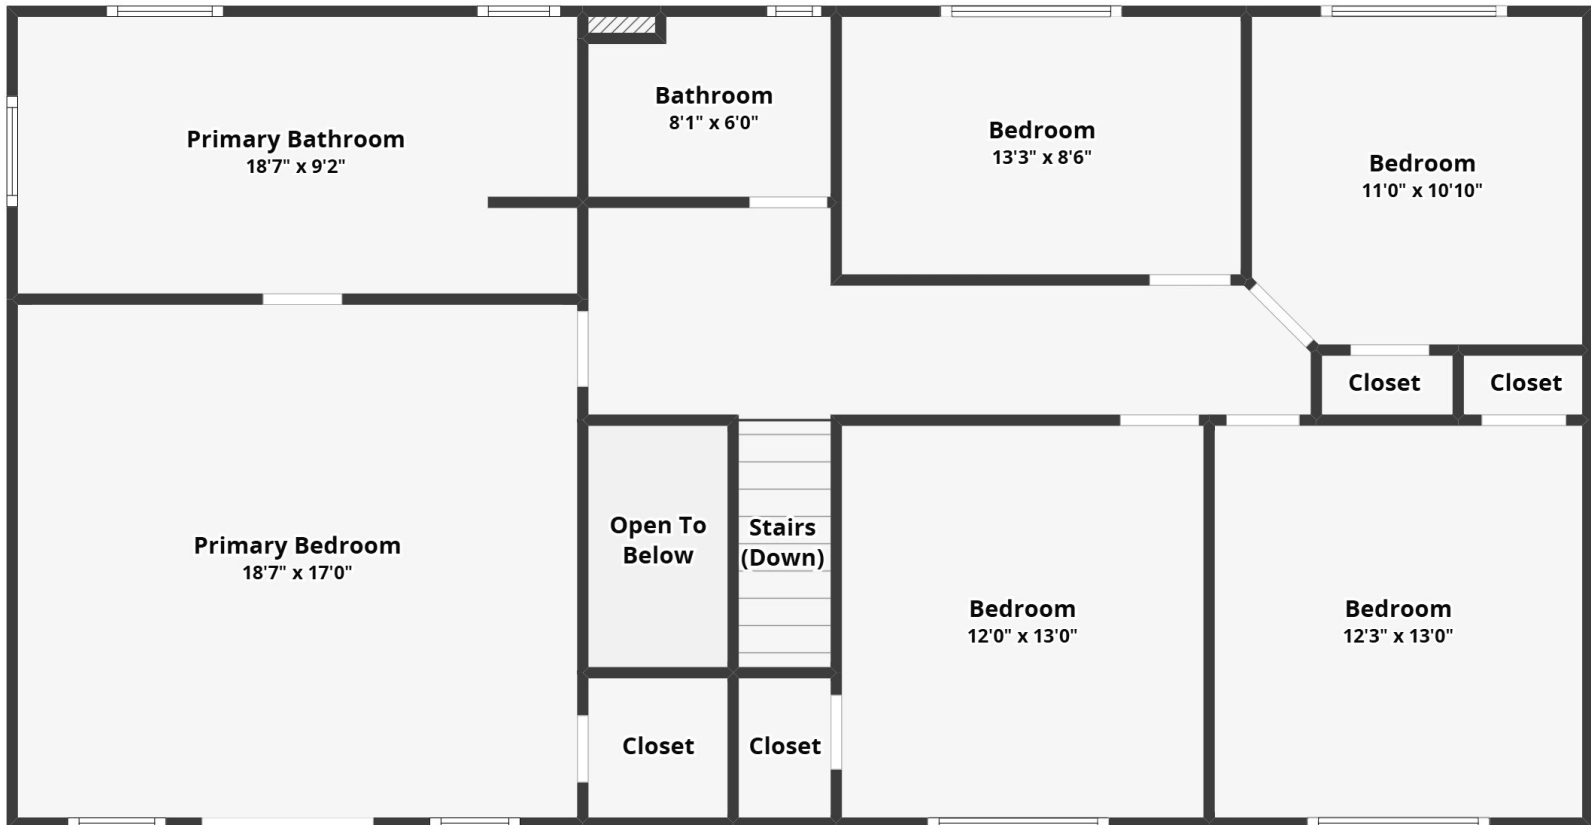 Primary Bathroom
18'7" x 9'2"
Bathroom
8'1" x 6'0"
Bedroom
13'3" x 8'6"
Bedroom
11'0" x 10'10"
Closet
Closet
Primary Bedroom
18'7" x 17'0"
Open To
Below
Stairs
(Down)
Bedroom
12'0" x 13'0"
Bedroom
12'3" x 13'0"
Closet
Closet